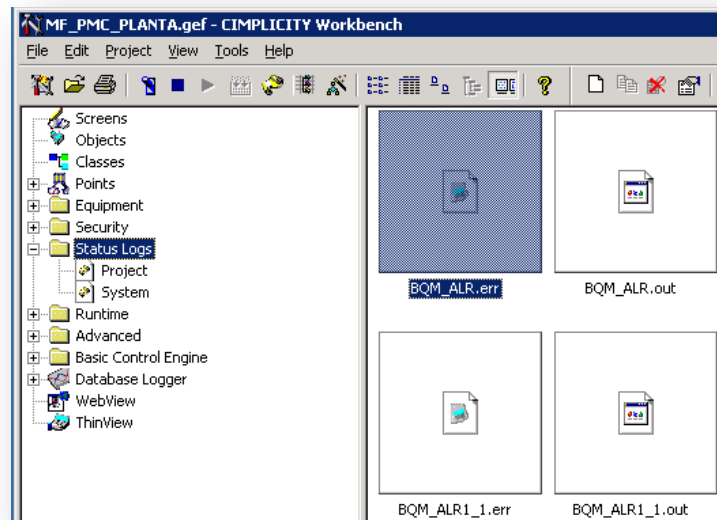 MF_PMC_PLANTA.gef - CIMPLICITY Workbench
File Edit Project View Tools Help
Screens
Objects
Classes
Points
Equipment
Security
Status Logs
Project
System
Runtime
Advanced
Basic Control Engine
Database Logger
WebView
ThinView
BQM_ALR.err
BQM_ALR.out
BQM_ALR1_1.err
BQM_ALR1_1.out